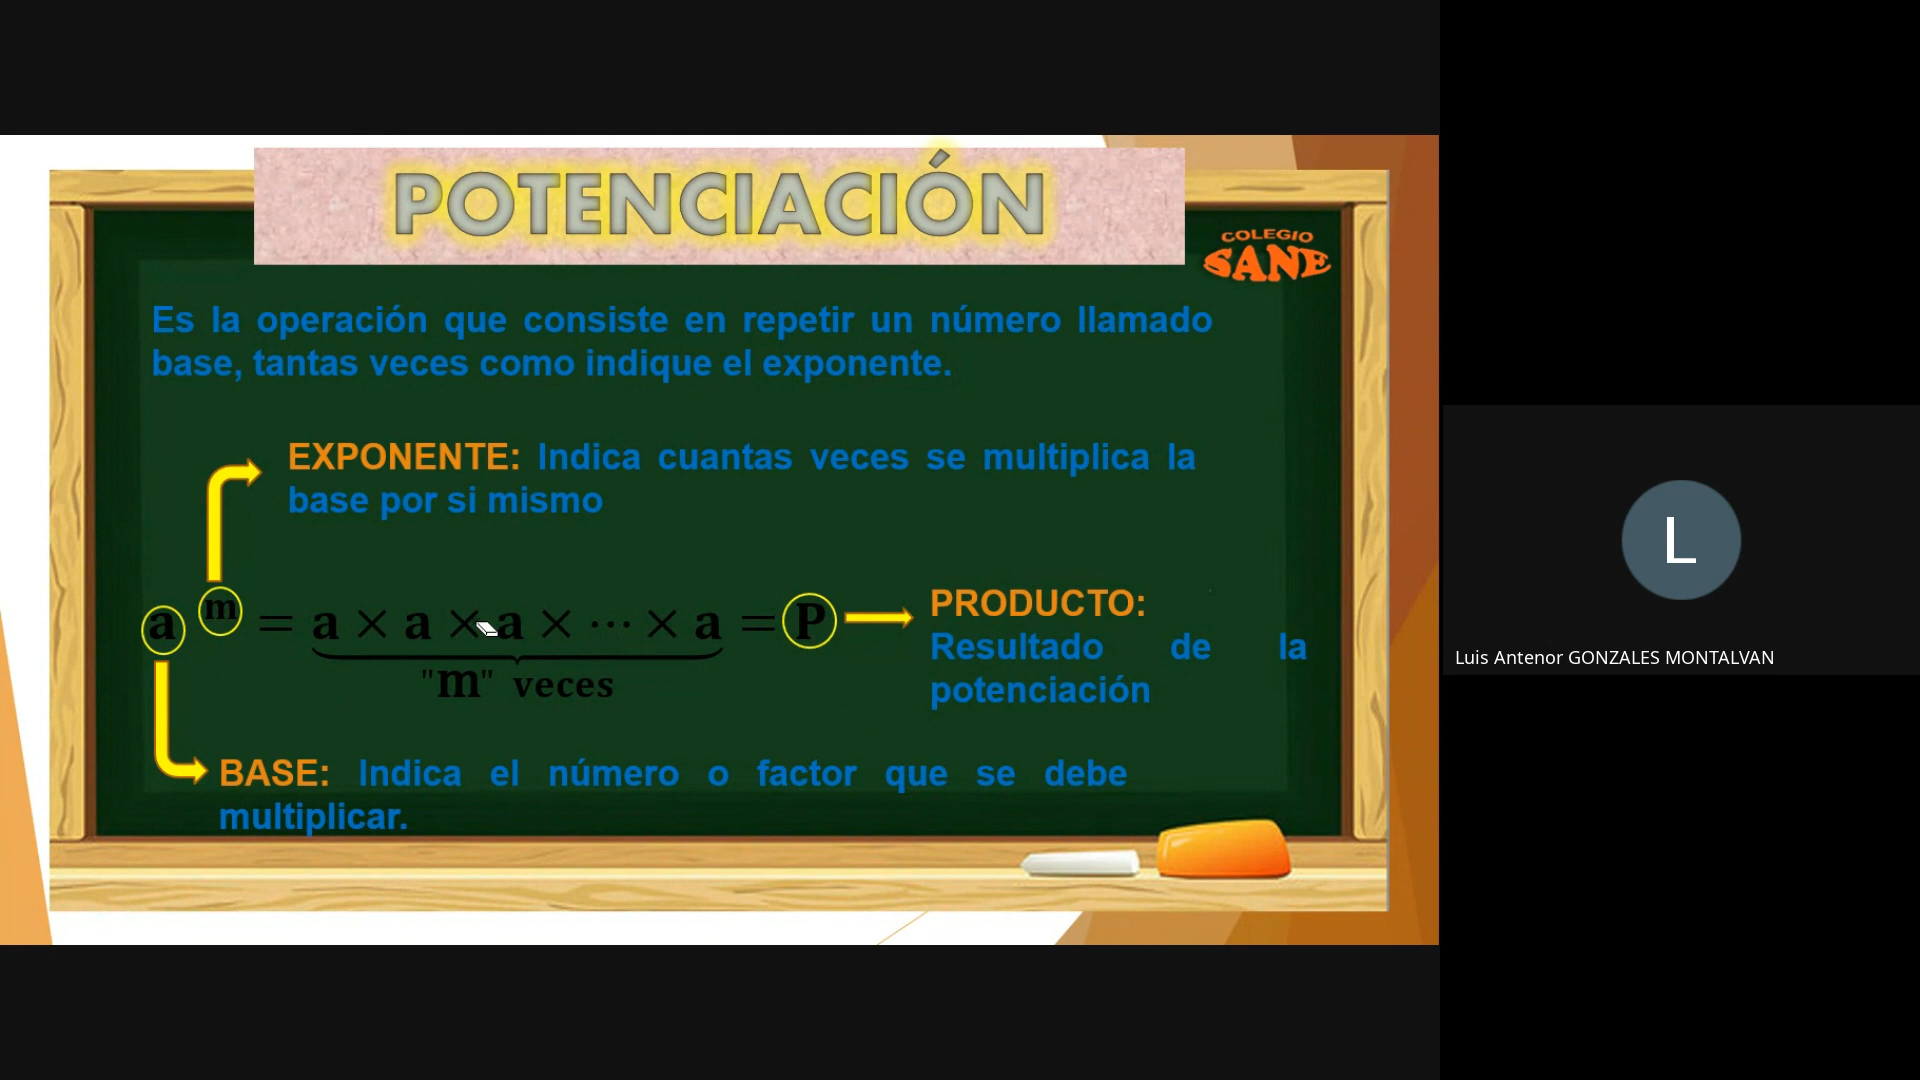 POTENCIACIÓN
COLEGIO
SANE
Es la operación que consiste en repetir un número llamado
base, tantas veces como indique el exponente.
EXPONENTE: Indica cuantas veces se multiplica la
base por si mismo
a m = a × a × a × ⋯ × a = P
"m" veces
PRODUCTO:
Resultado de la
potenciación
BASE: Indica el número o factor que se debe
multiplicar.
L
Luis Antenor GONZALES MONTALVAN